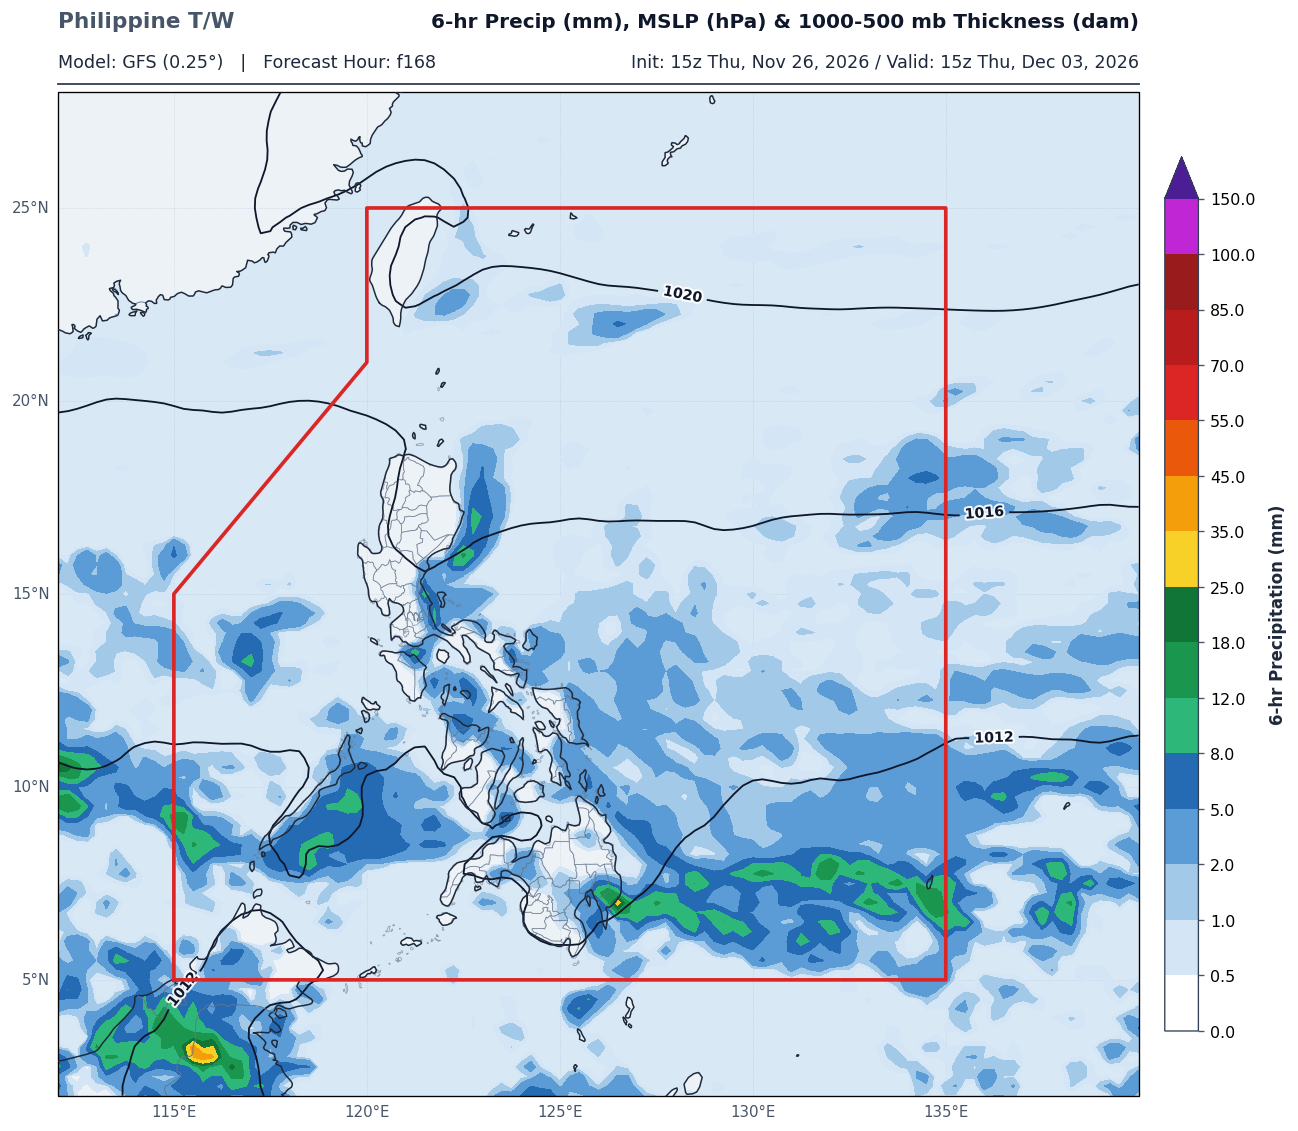 Philippine T/W
6-hr Precip (mm), MSLP (hPa) & 1000-500 mb Thickness (dam)
Model: GFS (0.25°) | Forecast Hour: f168
Init: 15z Thu, Nov 26, 2026 / Valid: 15z Thu, Dec 03, 2026
25°N
20°N
15°N
10°N
5°N
115°E
120°E
125°E
130°E
135°E
1020
1016
1012
1012
150.0
100.0
85.0
70.0
55.0
45.0
35.0
25.0
18.0
12.0
8.0
5.0
2.0
1.0
0.5
0.0
6-hr Precipitation (mm)